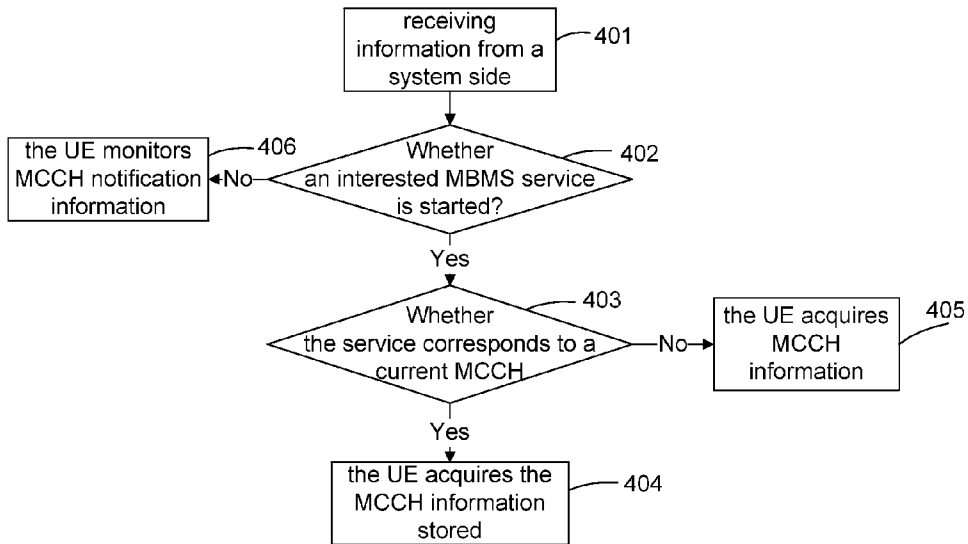 receiving
information from a
system side
401
Whether
an interested MBMS service
is started?
402
No
the UE monitors
MCCH notification
information
406
Yes
Whether
the service corresponds to a
current MCCH
403
No
the UE acquires
MCCH
information
405
Yes
the UE acquires the
MCCH information
stored
404